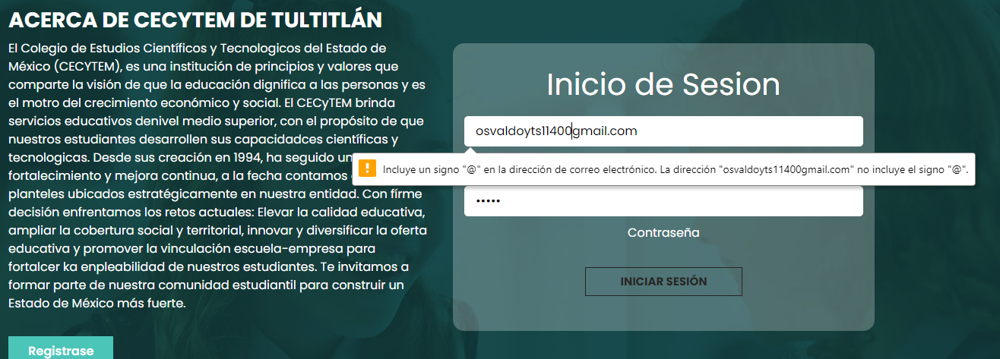 ACERCA DE CECYTEM DE TULTITLÁN
El Colegio de Estudios Científicos y Tecnologicos del Estado de
México (CECYTEM), es una institución de principios y valores que
comparte la visión de que la educación dignifica a las personas y es
el motro del crecimiento económico y social. El CECyTEM brinda
servicios educativos denivel medio superior, con el propósito de que
nuestros estudiantes desarrollen sus capacidadces científicas y
tecnologicas. Desde sus creación en 1994, ha seguido un
fortalecimiento y mejora continua, a la fecha contamos
planteles ubicados estratégicamente en nuestra entidad. Con fírme
decisión enfrentamos los retos actuales: Elevar la calidad educativa,
ampliar la cobertura social y territorial, innovar y diversificar la oferta
educativa y promover la vinculación escuela-empresa para
fortalcer ka enpleabilidad de nuestros estudiantes. Te invitamos a
formar parte de nuestra comunidad estudiantil para construir un
Estado de México más fuerte.
Registrase
Inicio de Sesion
osvaldoyts11400gmail.com
Incluye un signo "@" en la dirección de correo electrónico. La dirección "osvaldoyts11400gmail.com" no incluye el signo "@".
•••••
Contraseña
INICIAR SESIÓN